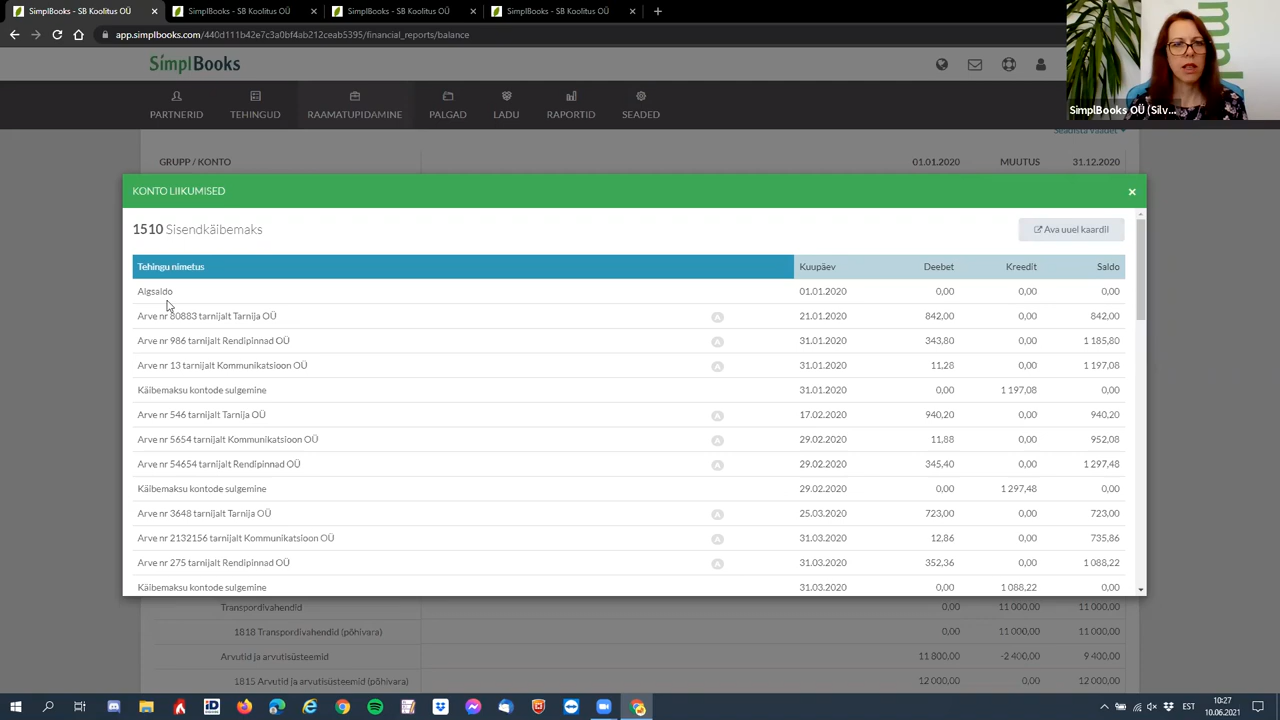 SimplBooks - SB Koolitus OÜ
SimplBooks - SB Koolitus OÜ
SimplBooks - SB Koolitus OÜ
SimplBooks - SB Koolitus OÜ
app.simplbooks.com/440d111b42e7c3a0bf4ab212ceab5395/financial_reports/balance
SimplBooks
PARTNERID TEHINGUD RAAMATUPIDAMINE PALGAD LADU RAPORTID SEADED
SimplBooks OÜ (Silv...
Seadista vaadet
GRUPP / KONTO 01.01.2020 MUUTUS 31.12.2020
KONTO LIIKUMISED
1510 Sisendkäibemaks
Ava uuel kaardil
Tehingu nimetus Kuupäev Deebet Kreedit Saldo
Algsaldo 01.01.2020 0,00 0,00 0,00
Arve nr 80883 tarnijalt Tarnija OÜ A 21.01.2020 842,00 0,00 842,00
Arve nr 986 tarnijalt Rendipinnad OÜ A 31.01.2020 343,80 0,00 1 185,80
Arve nr 13 tarnijalt Kommunikatsioon OÜ A 31.01.2020 11,28 0,00 1 197,08
Käibemaksu kontode sulgemine 31.01.2020 0,00 1 197,08 0,00
Arve nr 546 tarnijalt Tarnija OÜ A 17.02.2020 940,20 0,00 940,20
Arve nr 5654 tarnijalt Kommunikatsioon OÜ A 29.02.2020 11,88 0,00 952,08
Arve nr 54654 tarnijalt Rendipinnad OÜ A 29.02.2020 345,40 0,00 1 297,48
Käibemaksu kontode sulgemine 29.02.2020 0,00 1 297,48 0,00
Arve nr 3648 tarnijalt Tarnija OÜ A 25.03.2020 723,00 0,00 723,00
Arve nr 2132156 tarnijalt Kommunikatsioon OÜ A 31.03.2020 12,86 0,00 735,86
Arve nr 275 tarnijalt Rendipinnad OÜ A 31.03.2020 352,36 0,00 1 088,22
Käibemaksu kontode sulgemine 31.03.2020 0,00 1 088,22 0,00
Transpordivahendid 0,00 11 000,00 11 000,00
1818 Transpordivahendid (põhivara) 0,00 11 000,00 11 000,00
Arvutid ja arvutisüsteemid 11 800,00 -2 400,00 9 400,00
1815 Arvutid ja arvutisüsteemid (põhivara) 12 000,00 0,00 12 000,00
EST
10:27
10.06.2021